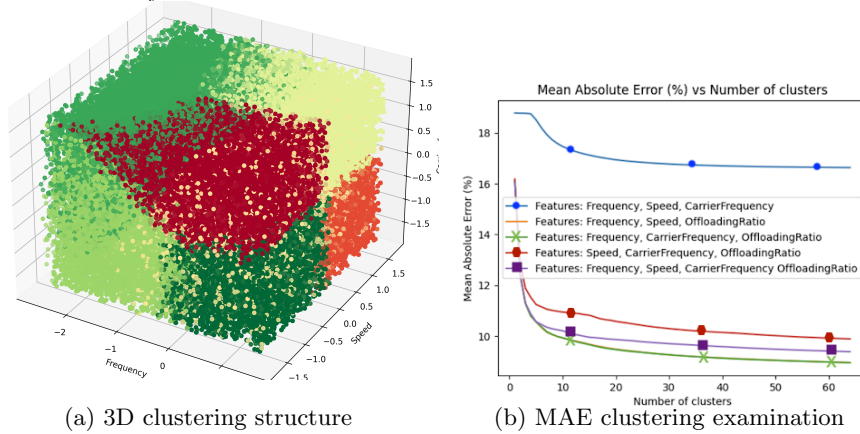 1.5
1.0
0.5
0.0
−0.5
−1.0
−1.5
−2
−1
0
Frequency
−1.5
−1.0
−0.5
0.0
0.5
1.0
1.5
Speed
(a) 3D clustering structure
Mean Absolute Error (%) vs Number of clusters
Mean Absolute Error (%)
18
16
14
12
10
Features: Frequency, Speed, CarrierFrequency
Features: Frequency, Speed, OffloadingRatio
Features: Frequency, CarrierFrequency, OffloadingRatio
Features: Speed, CarrierFrequency, OffloadingRatio
Features: Frequency, Speed, CarrierFrequency OffloadingRatio
0 10 20 30 40 50 60
Number of clusters
(b) MAE clustering examination